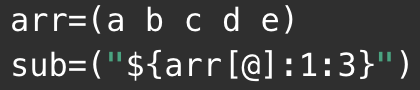 arr=(a b c d e)
sub=("${arr[@]:1:3}")